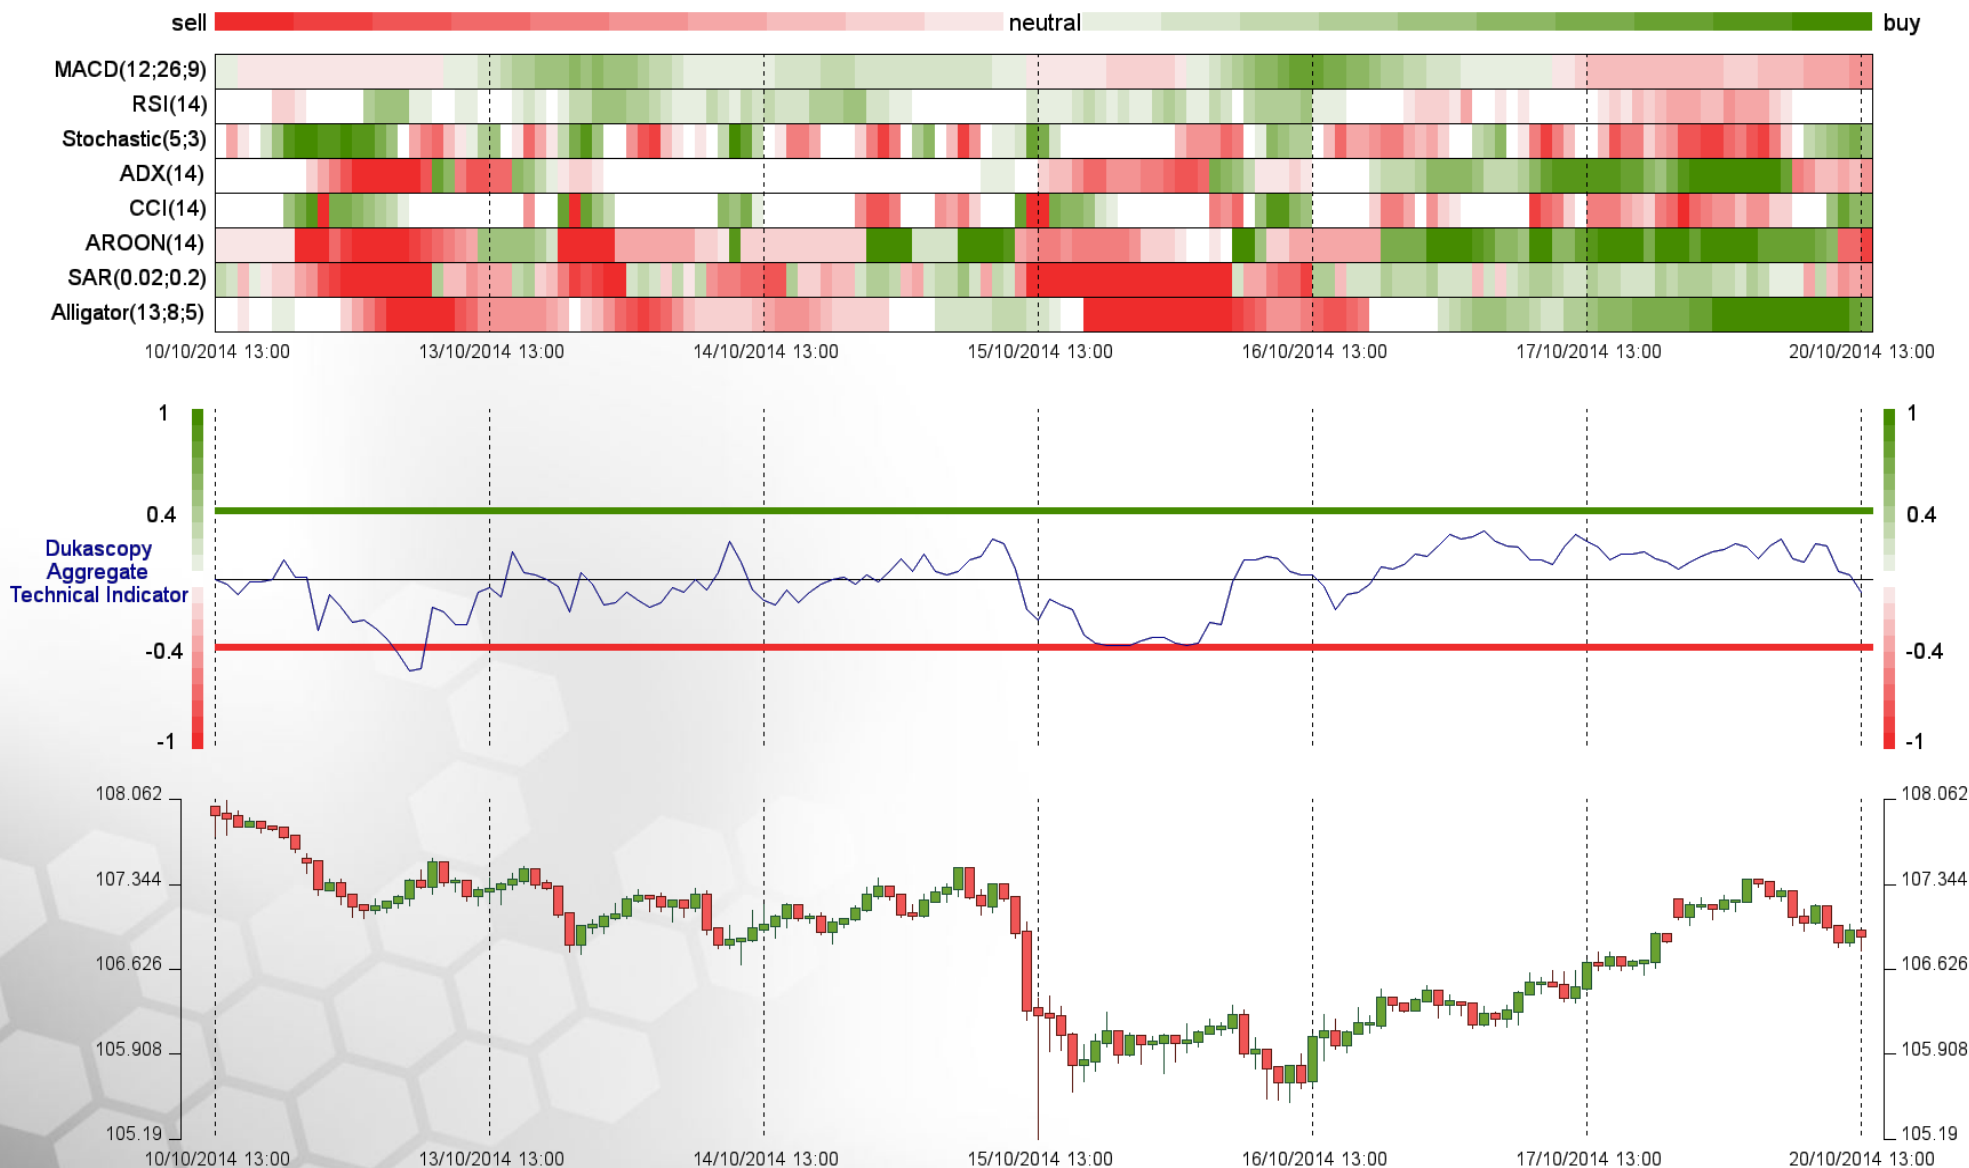 sell neutral buy
MACD(12;26;9)
RSI(14)
Stochastic(5;3)
ADX(14)
CCI(14)
AROON(14)
SAR(0.02;0.2)
Alligator(13;8;5)
10/10/2014 13:00 13/10/2014 13:00 14/10/2014 13:00 15/10/2014 13:00 16/10/2014 13:00 17/10/2014 13:00 20/10/2014 13:00
1 1
0.4 0.4
Dukascopy
Aggregate
Technical Indicator
-0.4 -0.4
-1 -1
108.062 108.062
107.344 107.344
106.626 106.626
105.908 105.908
105.19 105.19
10/10/2014 13:00 13/10/2014 13:00 14/10/2014 13:00 15/10/2014 13:00 16/10/2014 13:00 17/10/2014 13:00 20/10/2014 13:00